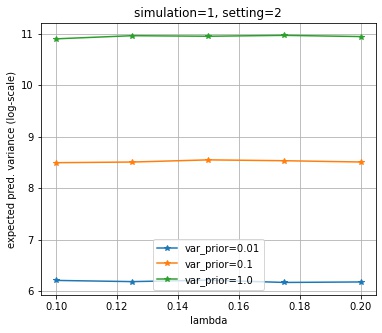 simulation=1, setting=2
expected pred. variance (log-scale)
11
10
9
8
7
6
var_prior=0.01
var_prior=0.1
var_prior=1.0
0.10 0.12 0.14 0.16 0.18 0.20
lambda